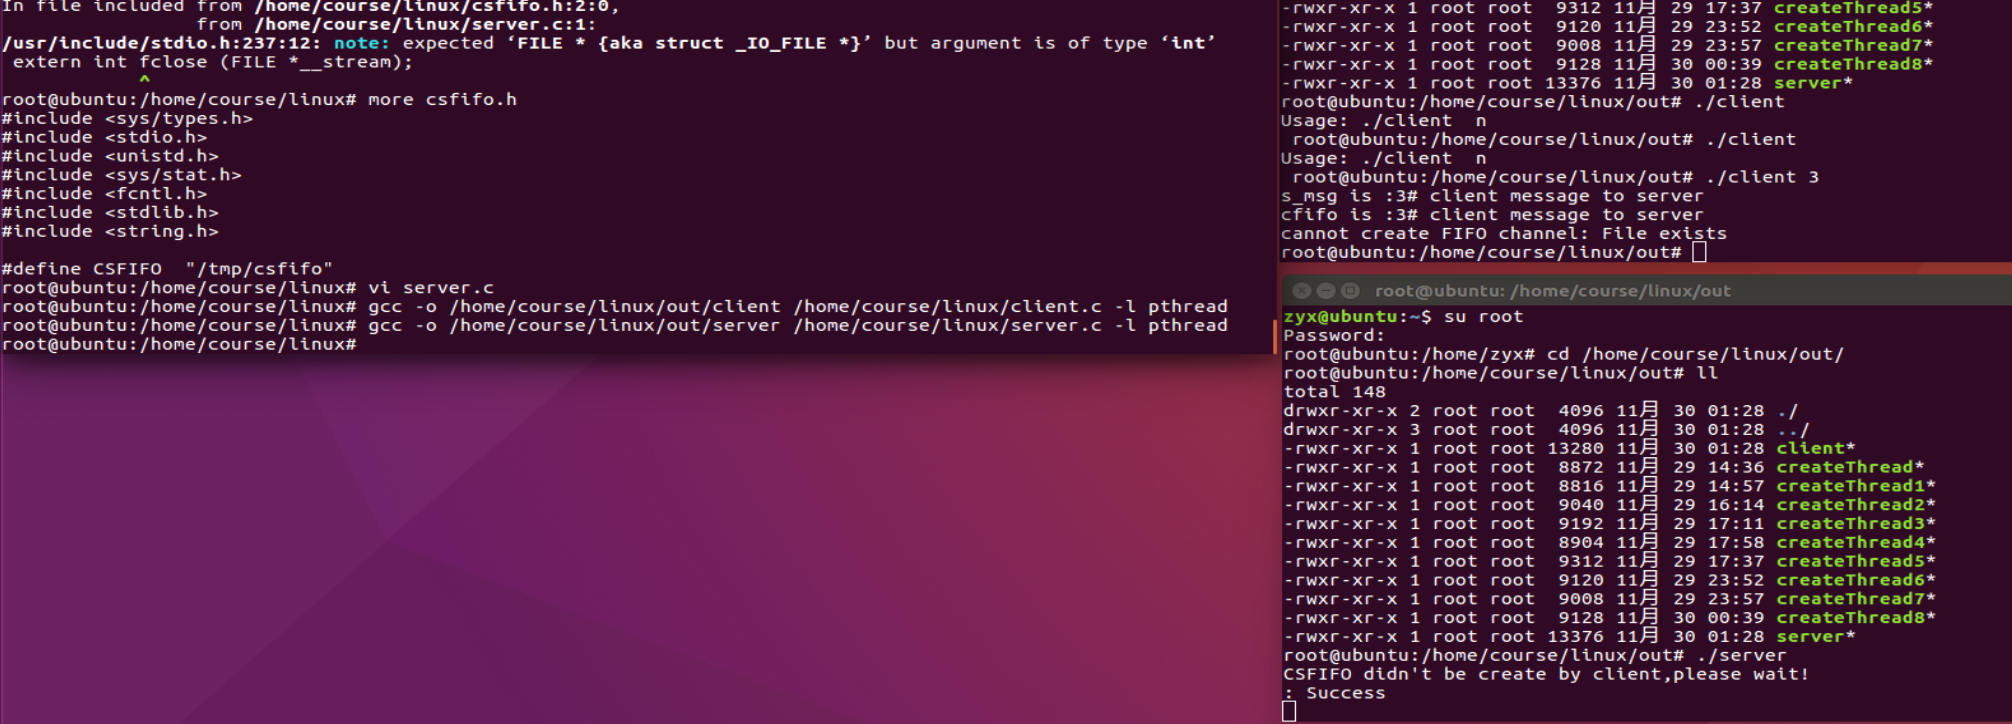 In file included from /home/course/linux/csfifo.h:2:0,
                 from /home/course/linux/server.c:1:
/usr/include/stdio.h:237:12: note: expected ‘FILE * {aka struct _IO_FILE *}’ but argument is of type ‘int’
 extern int fclose (FILE *__stream);
            ^
root@ubuntu:/home/course/linux# more csfifo.h
#include <sys/types.h>
#include <stdio.h>
#include <unistd.h>
#include <sys/stat.h>
#include <fcntl.h>
#include <stdlib.h>
#include <string.h>

#define CSFIFO  "/tmp/csfifo"
root@ubuntu:/home/course/linux# vi server.c
root@ubuntu:/home/course/linux# gcc -o /home/course/linux/out/client /home/course/linux/client.c -l pthread
root@ubuntu:/home/course/linux# gcc -o /home/course/linux/out/server /home/course/linux/server.c -l pthread
root@ubuntu:/home/course/linux#
-rwxr-xr-x 1 root root  9312 11月 29 17:37 createThread5*
-rwxr-xr-x 1 root root  9120 11月 29 23:52 createThread6*
-rwxr-xr-x 1 root root  9008 11月 29 23:57 createThread7*
-rwxr-xr-x 1 root root  9128 11月 30 00:39 createThread8*
-rwxr-xr-x 1 root root 13376 11月 30 01:28 server*
root@ubuntu:/home/course/linux/out# ./client
Usage: ./client  n
 root@ubuntu:/home/course/linux/out# ./client
Usage: ./client  n
 root@ubuntu:/home/course/linux/out# ./client 3
s_msg is :3# client message to server
cfifo is :3# client message to server
cannot create FIFO channel: File exists
root@ubuntu:/home/course/linux/out#
root@ubuntu: /home/course/linux/out
zyx@ubuntu:~$ su root
Password:
root@ubuntu:/home/zyx# cd /home/course/linux/out/
root@ubuntu:/home/course/linux/out# ll
total 148
drwxr-xr-x 2 root root  4096 11月 30 01:28 ./
drwxr-xr-x 3 root root  4096 11月 30 01:28 ../
-rwxr-xr-x 1 root root 13280 11月 30 01:28 client*
-rwxr-xr-x 1 root root  8872 11月 29 14:36 createThread*
-rwxr-xr-x 1 root root  8816 11月 29 14:57 createThread1*
-rwxr-xr-x 1 root root  9040 11月 29 16:14 createThread2*
-rwxr-xr-x 1 root root  9192 11月 29 17:11 createThread3*
-rwxr-xr-x 1 root root  8904 11月 29 17:58 createThread4*
-rwxr-xr-x 1 root root  9312 11月 29 17:37 createThread5*
-rwxr-xr-x 1 root root  9120 11月 29 23:52 createThread6*
-rwxr-xr-x 1 root root  9008 11月 29 23:57 createThread7*
-rwxr-xr-x 1 root root  9128 11月 30 00:39 createThread8*
-rwxr-xr-x 1 root root 13376 11月 30 01:28 server*
root@ubuntu:/home/course/linux/out# ./server
CSFIFO didn't be create by client,please wait!
: Success